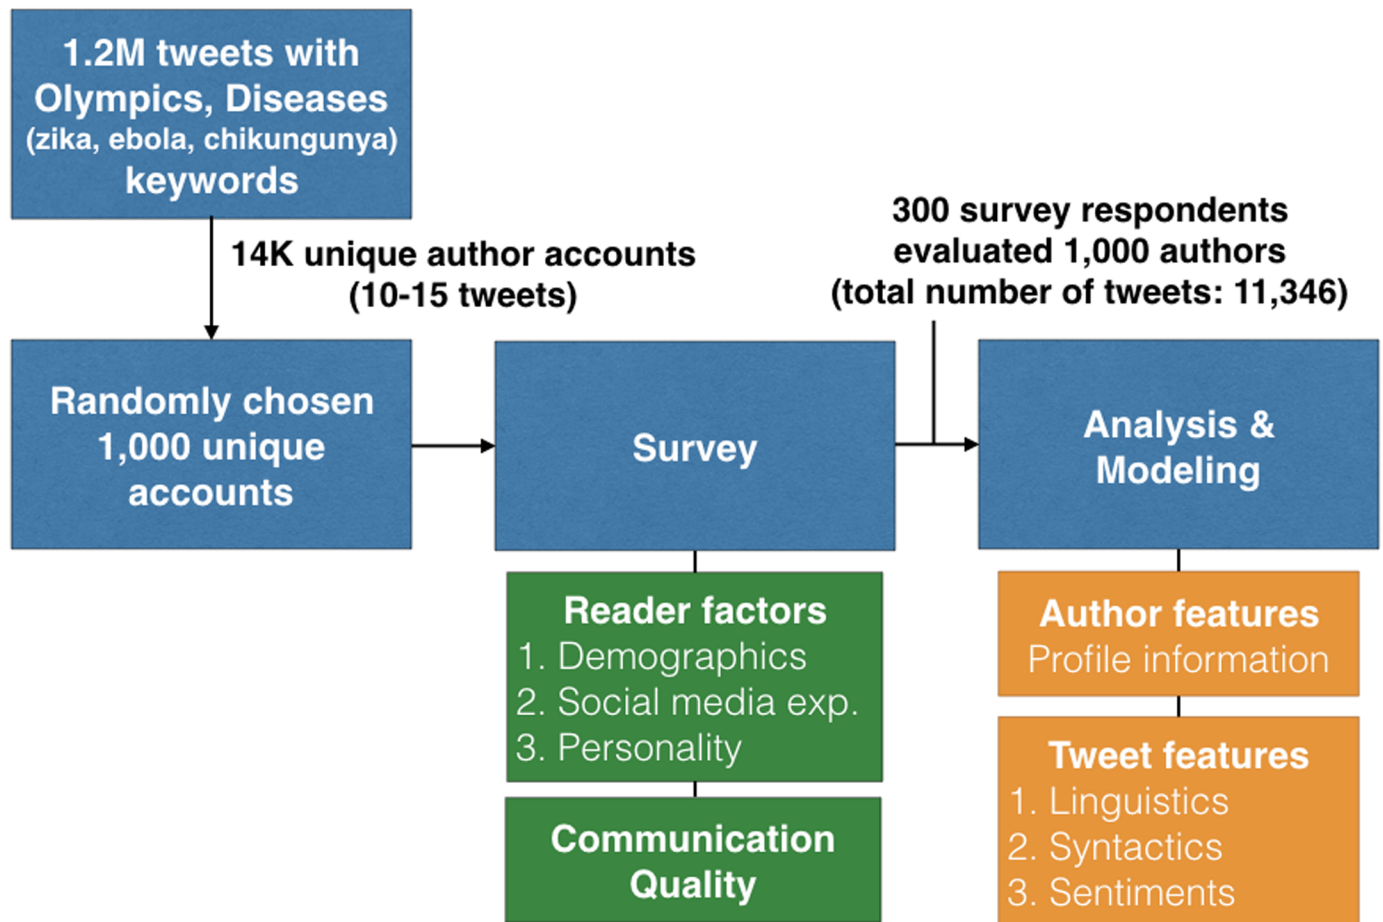 1.2M tweets with
Olympics, Diseases
(zika, ebola, chikungunya)
keywords
14K unique author accounts
(10-15 tweets)
300 survey respondents
evaluated 1,000 authors
(total number of tweets: 11,346)
Randomly chosen
1,000 unique
accounts
Survey
Analysis &
Modeling
Reader factors
1. Demographics
2. Social media exp.
3. Personality
Communication
Quality
Author features
Profile information
Tweet features
1. Linguistics
2. Syntactics
3. Sentiments